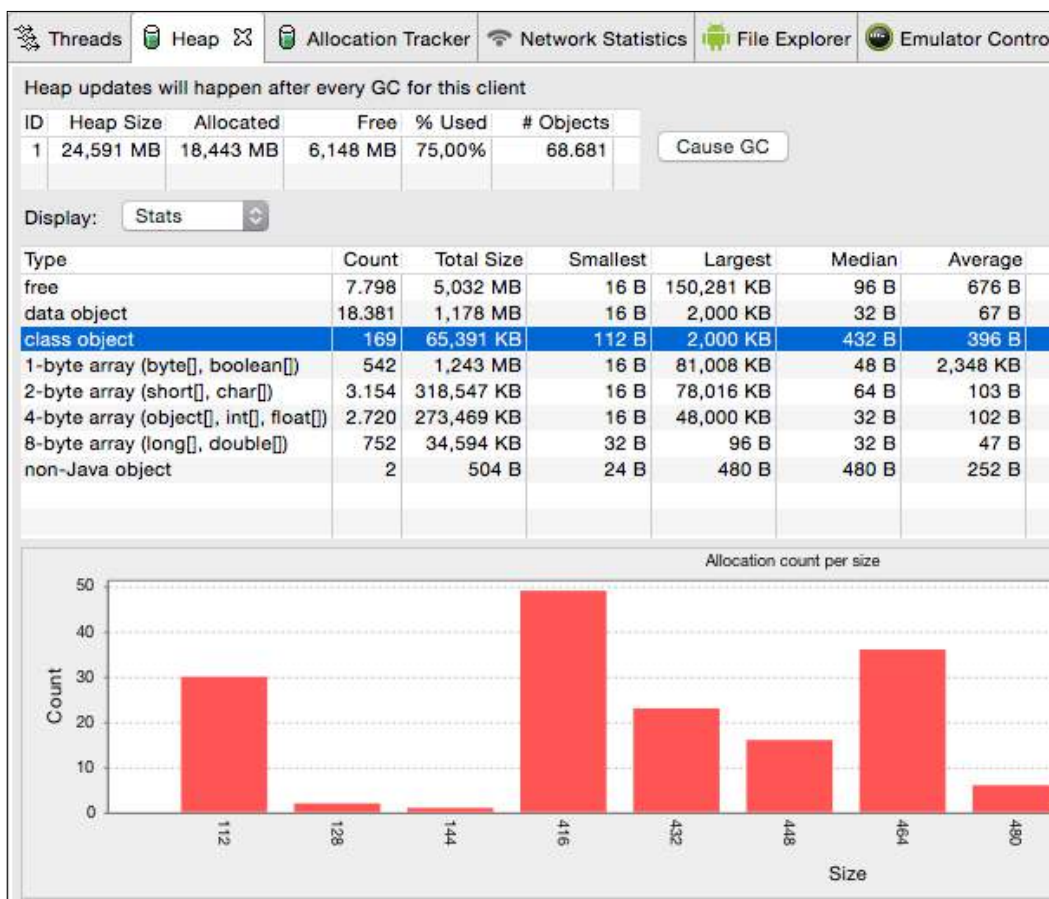 Threads Heap Allocation Tracker Network Statistics File Explorer Emulator Contro
Heap updates will happen after every GC for this client
ID Heap Size Allocated Free % Used # Objects
1 24,591 MB 18,443 MB 6,148 MB 75,00% 68.681
Cause GC
Display: Stats
Type Count Total Size Smallest Largest Median Average
free 7.798 5,032 MB 16 B 150,281 KB 96 B 676 B
data object 18.381 1,178 MB 16 B 2,000 KB 32 B 67 B
class object 169 65,391 KB 112 B 2,000 KB 432 B 396 B
1-byte array (byte[], boolean[]) 542 1,243 MB 16 B 81,008 KB 48 B 2,348 KB
2-byte array (short[], char[]) 3.154 318,547 KB 16 B 78,016 KB 64 B 103 B
4-byte array (object[], int[], float[]) 2.720 273,469 KB 16 B 48,000 KB 32 B 102 B
8-byte array (long[], double[]) 752 34,594 KB 32 B 96 B 32 B 47 B
non-Java object 2 504 B 24 B 480 B 480 B 252 B
Allocation count per size
50
40
30
20
10
0
Count
112 128 144 416 432 448 464 480
Size